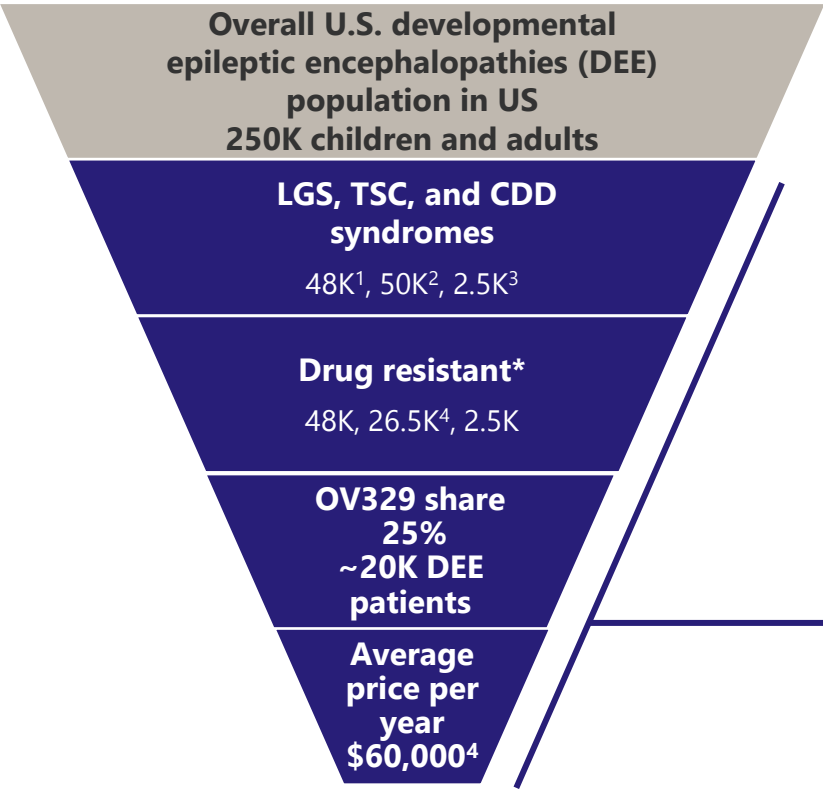 Overall U.S. developmental
epileptic encephalopathies (DEE)
population in US
250K children and adults
LGS, TSC, and CDD
syndromes
48K¹, 50K², 2.5K³
Drug resistant*
48K, 26.5K⁴, 2.5K
OV329 share
25%
~20K DEE
patients
Average
price per
year
$60,000⁴